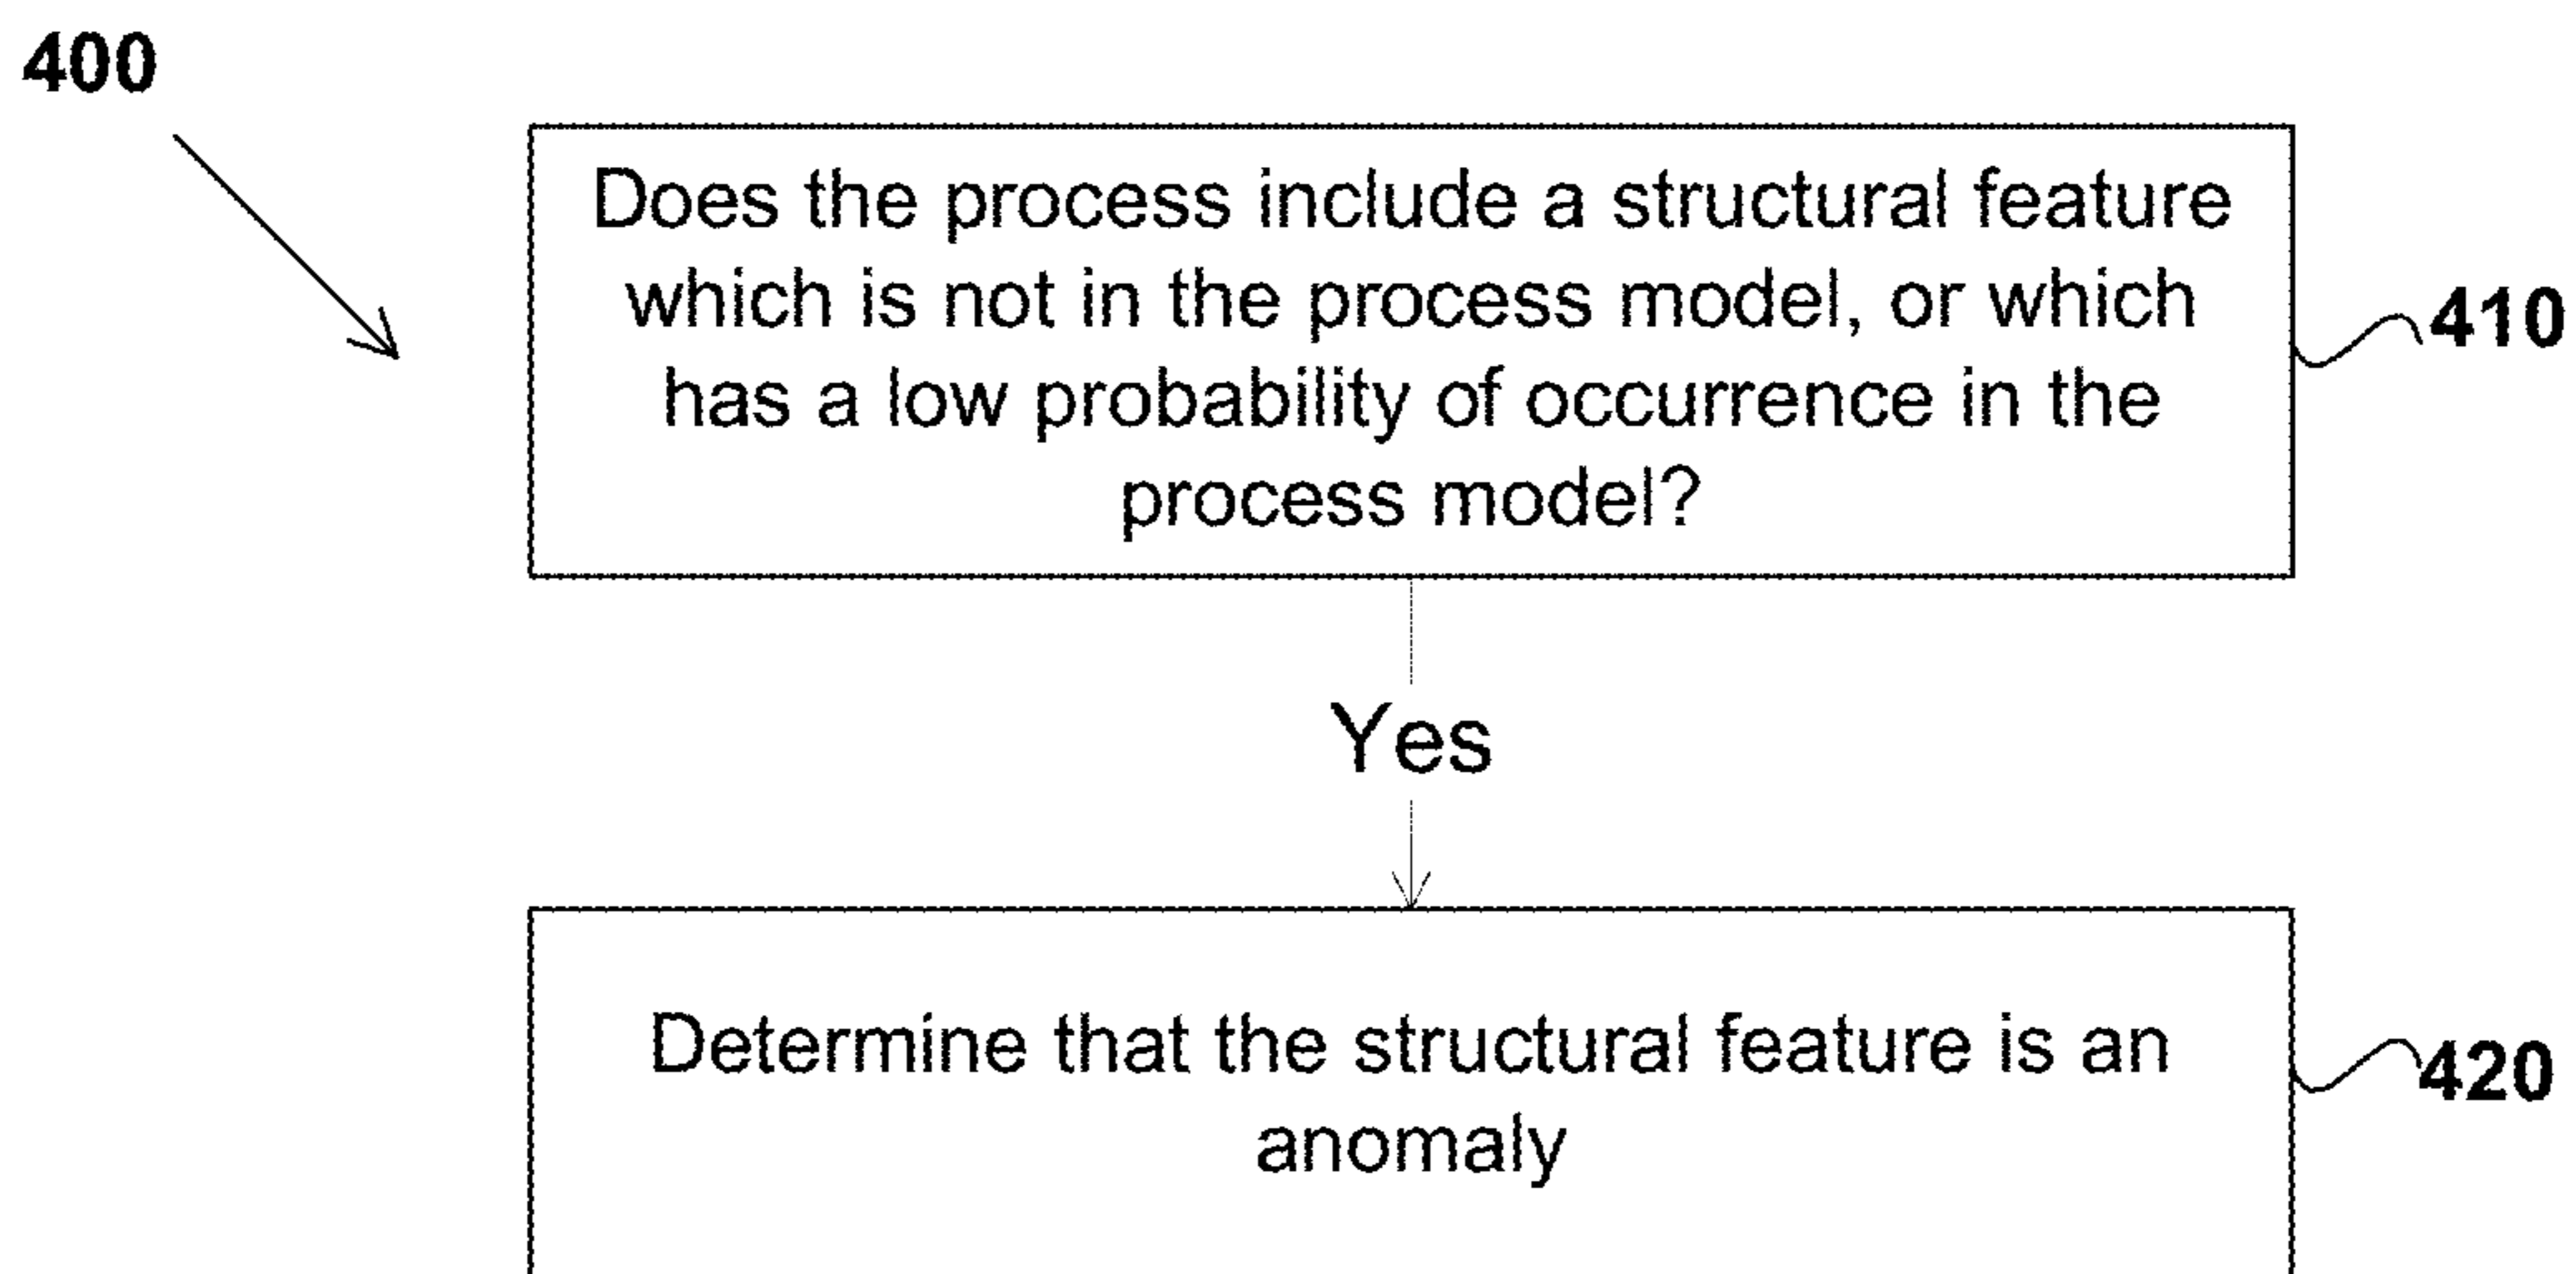 400
Does the process include a structural feature
which is not in the process model, or which
has a low probability of occurrence in the
process model?
410
Yes
Determine that the structural feature is an
anomaly
420